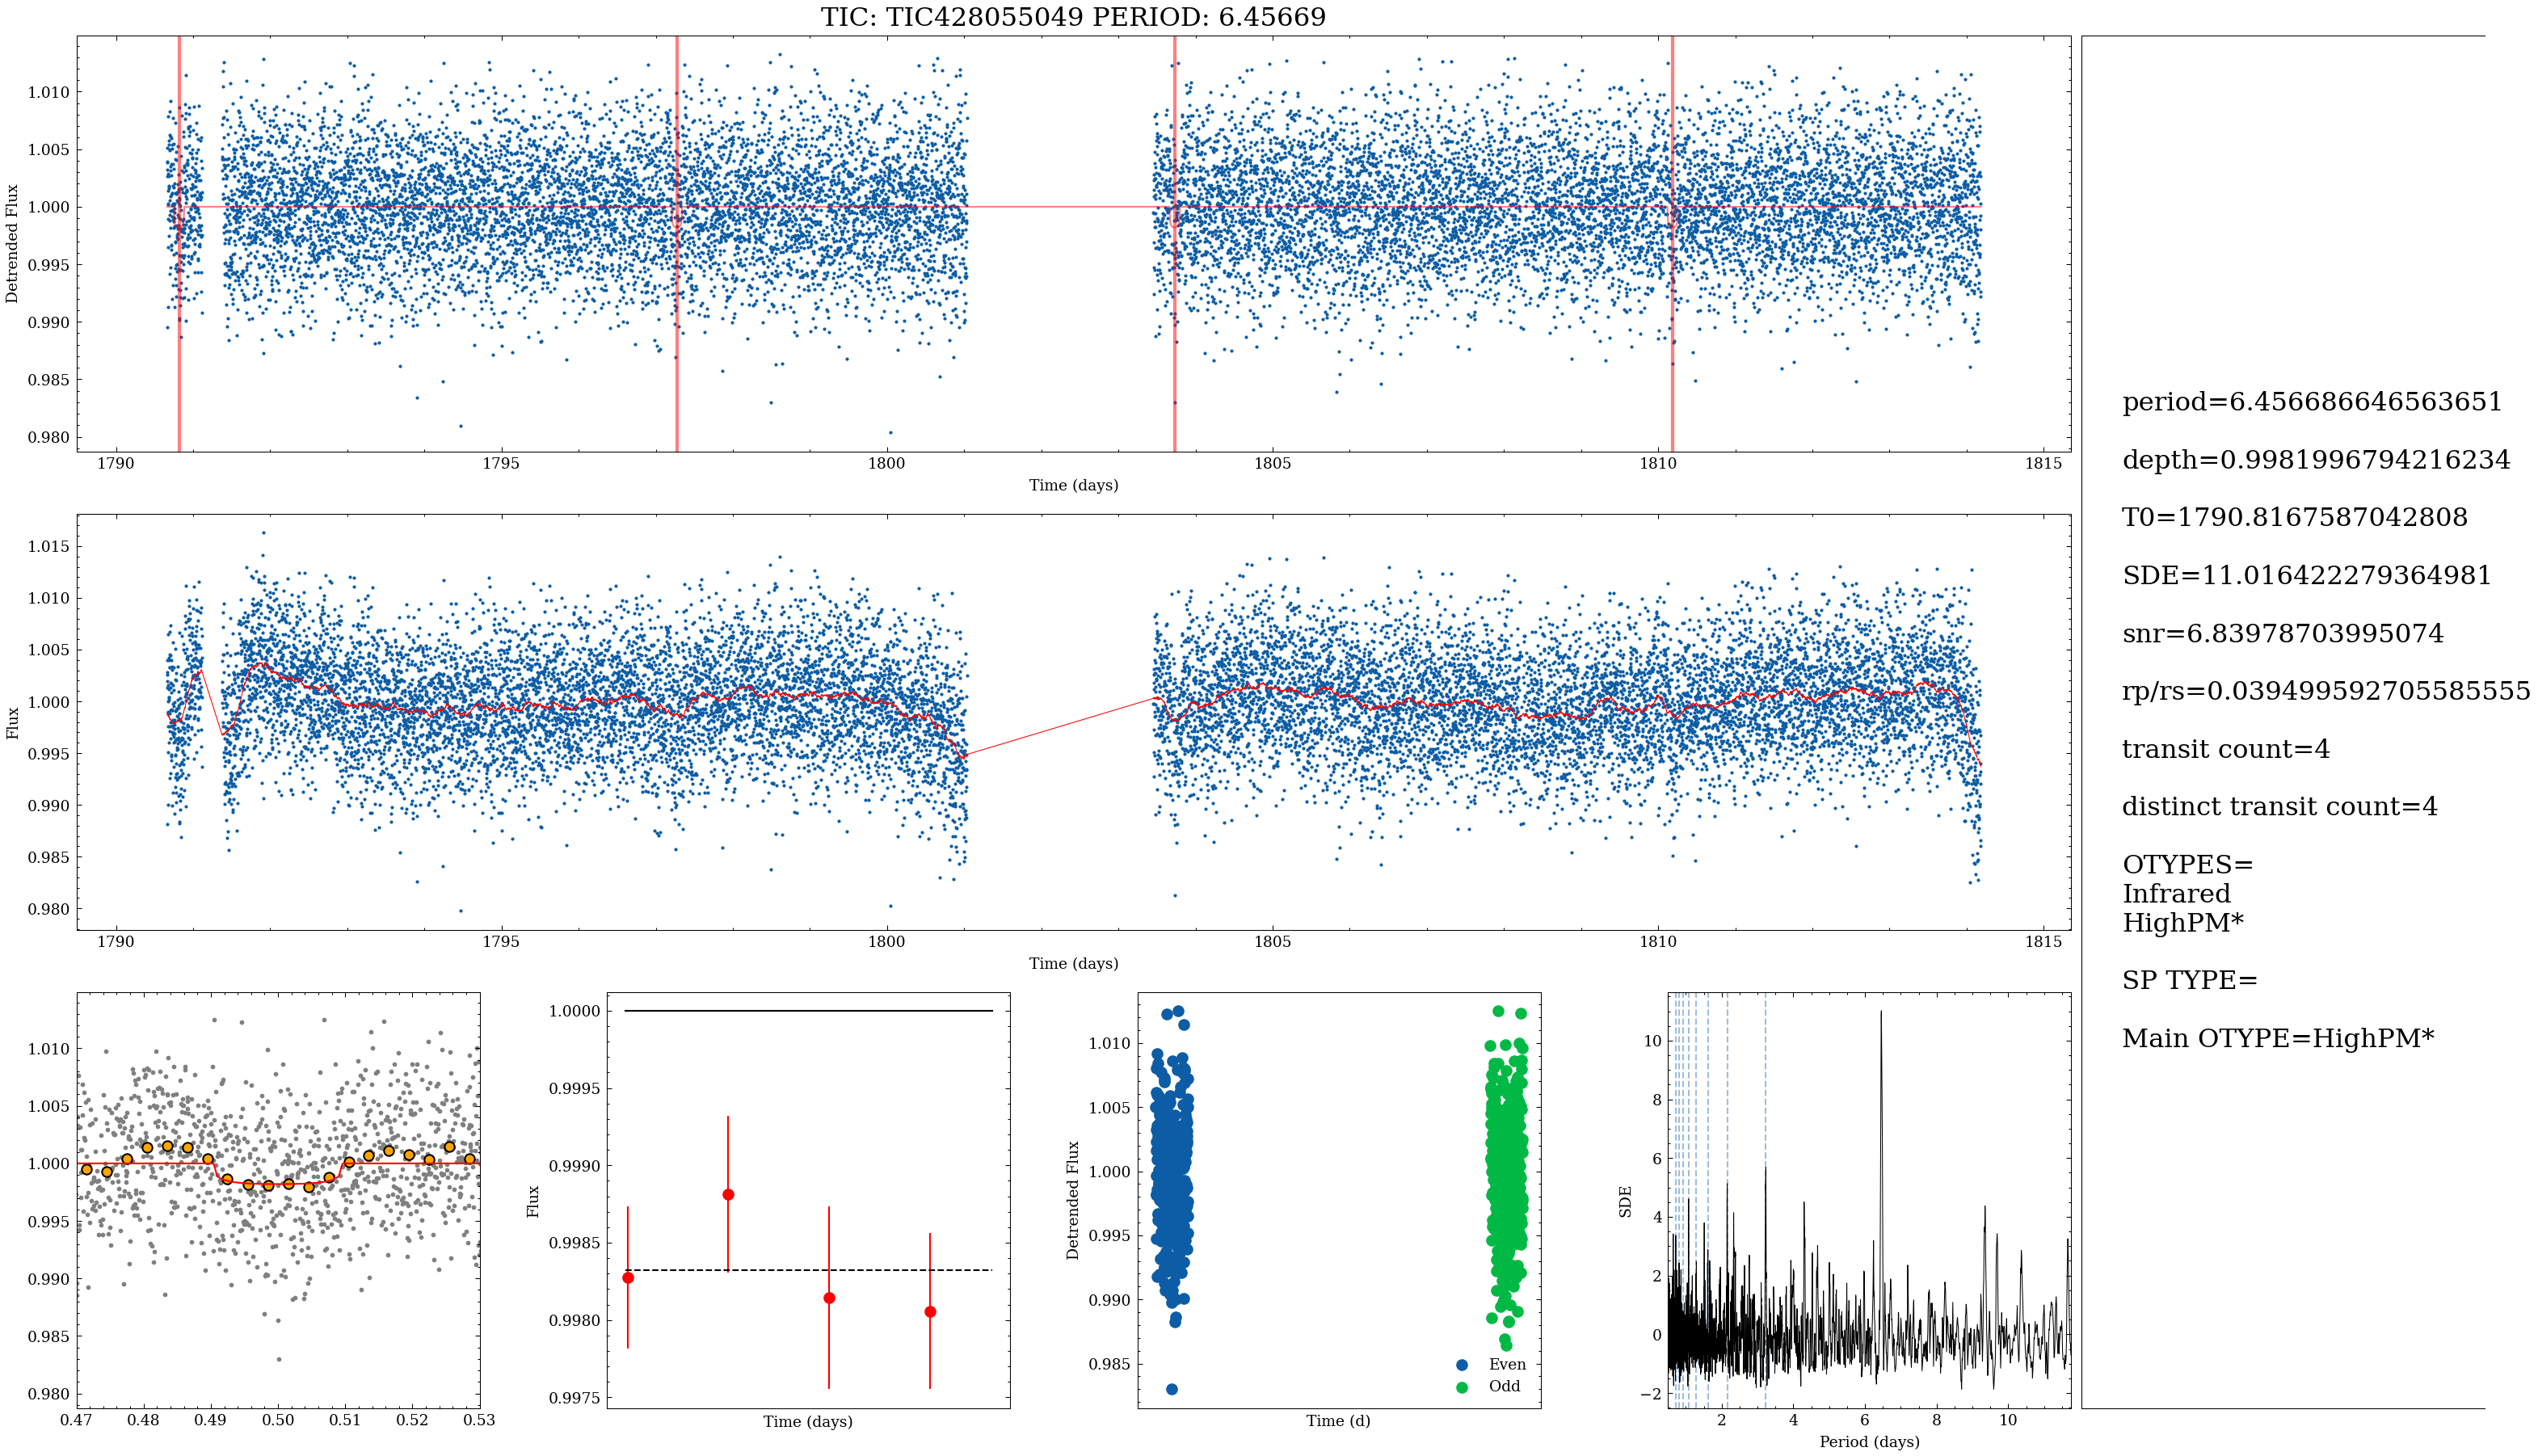 TIC: TIC428055049 PERIOD: 6.45669
Detrended Flux
1.010
1.005
1.000
0.995
0.990
0.985
0.980
1790
1795
1800
1805
1810
1815
Time (days)
Flux
1.015
1.010
1.005
1.000
0.995
0.990
0.985
0.980
1790
1795
1800
1805
1810
1815
Time (days)
1.010
1.005
1.000
0.995
0.990
0.985
0.980
0.47
0.48
0.49
0.50
0.51
0.52
0.53
Flux
1.0000
0.9995
0.9990
0.9985
0.9980
0.9975
Time (days)
Detrended Flux
1.010
1.005
1.000
0.995
0.990
0.985
Even
Odd
Time (d)
SDE
10
8
6
4
2
0
−2
2
4
6
8
10
Period (days)
period=6.456686646563651
depth=0.9981996794216234
T0=1790.8167587042808
SDE=11.016422279364981
snr=6.83978703995074
rp/rs=0.039499592705585555
transit count=4
distinct transit count=4
OTYPES=
Infrared
HighPM*
SP TYPE=
Main OTYPE=HighPM*